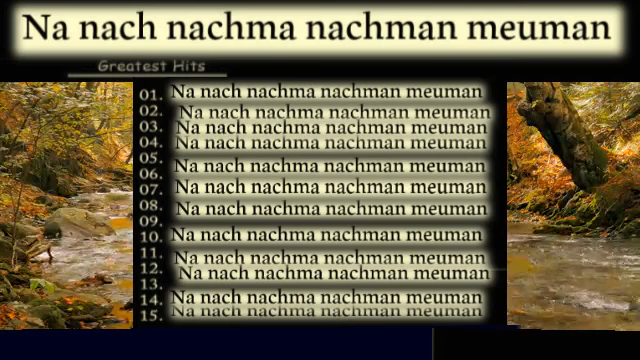 Na nach nachma nachman meuman
Greatest Hits
01. Na nach nachma nachman meuman
02. Na nach nachma nachman meuman
03. Na nach nachma nachman meuman
04. Na nach nachma nachman meuman
05.
06. Na nach nachma nachman meuman
07. Na nach nachma nachman meuman
08. Na nach nachma nachman meuman
09.
10. Na nach nachma nachman meuman
11. Na nach nachma nachman meuman
12. Na nach nachma nachman meuman
13.
14. Na nach nachma nachman meuman
15. Na nach nachma nachman meuman